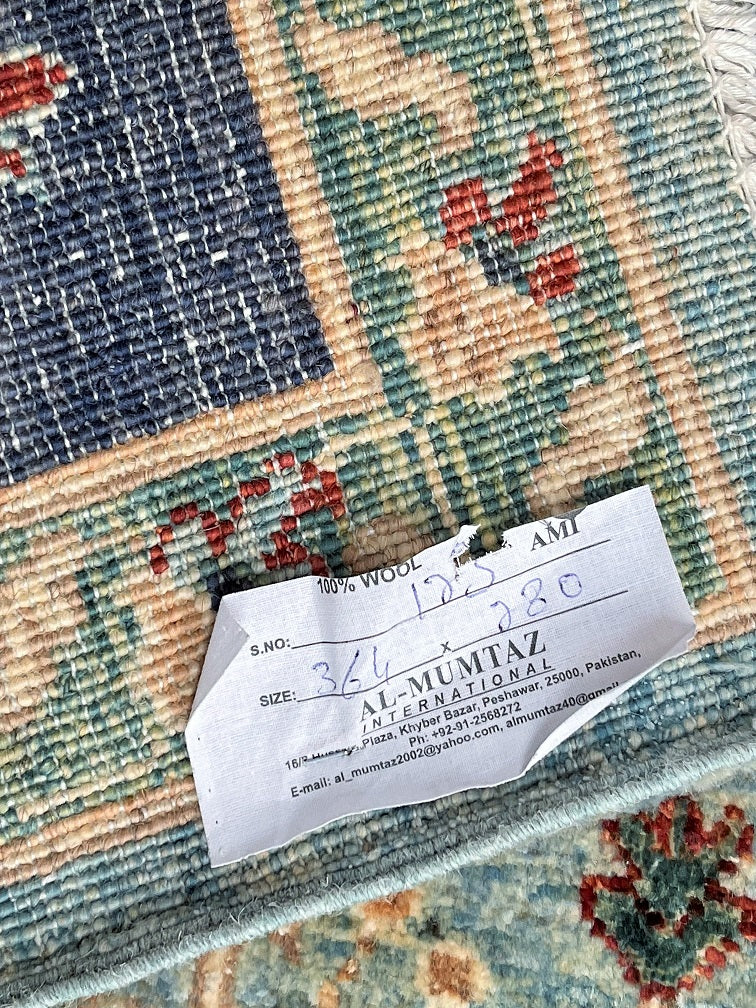 100% WOOL AMI
S.NO: 125
SIZE: 364 x 280
AL-MUMTAZ
INTERNATIONAL
Plaza, Khyber Bazar, Peshawar, 25000, Pakistan,
Ph: +92-91-2568272
E-mail: al_mumtaz2002@yahoo.com, almumtaz40@gmail